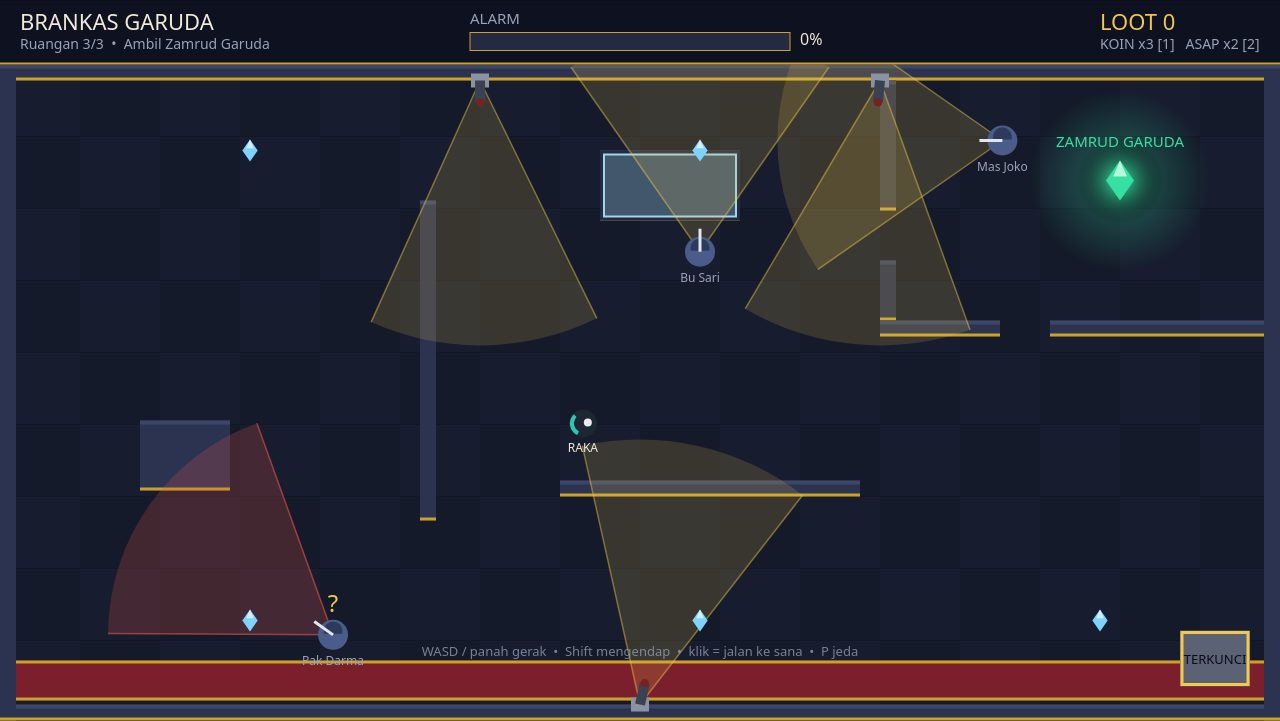 BRANKAS GARUDA
Ruangan 3/3 • Ambil Zamrud Garuda
ALARM
0%
LOOT 0
KOIN x3 [1] ASAP x2 [2]
ZAMRUD GARUDA
Mas Joko
Bu Sari
RAKA
?
Pak Darma
WASD / panah gerak • Shift mengendap • klik = jalan ke sana • P jeda
TERKUNCI